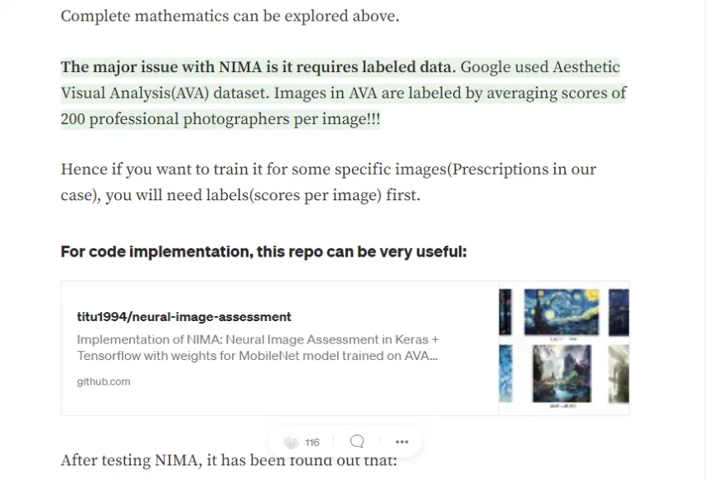 Complete mathematics can be explored above.
The major issue with NIMA is it requires labeled data. Google used Aesthetic
Visual Analysis(AVA) dataset. Images in AVA are labeled by averaging scores of
200 professional photographers per image!!!
Hence if you want to train it for some specific images(Prescriptions in our
case), you will need labels(scores per image) first.
For code implementation, this repo can be very useful:
titu1994/neural-image-assessment
Implementation of NIMA: Neural Image Assessment in Keras +
Tensorflow with weights for MobileNet model trained on AVA...
github.com
116
After testing NIMA, it has been found out that: